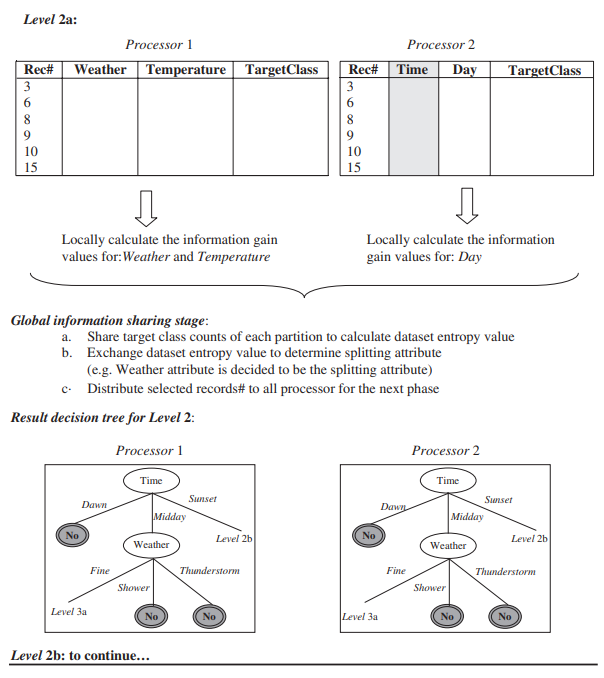 Level 2a:
Processor 1
Processor 2
Rec# Weather Temperature TargetClass
3
6
8
9
10
15
Rec# Time Day TargetClass
3
6
8
9
10
15
Locally calculate the information gain
values for:Weather and Temperature
Locally calculate the information
gain values for: Day
Global information sharing stage:
a. Share target class counts of each partition to calculate dataset entropy value
b. Exchange dataset entropy value to determine splitting attribute
(e.g. Weather attribute is decided to be the splitting attribute)
c. Distribute selected records# to all processor for the next phase
Result decision tree for Level 2:
Processor 1
Time
Dawn
Midday
Sunset
No
Weather
Level 2b
Fine
Shower
Thunderstorm
Level 3a
No
No
Processor 2
Time
Dawn
Midday
Sunset
No
Weather
Level 2b
Fine
Shower
Thunderstorm
Level 3a
No
No
Level 2b: to continue…